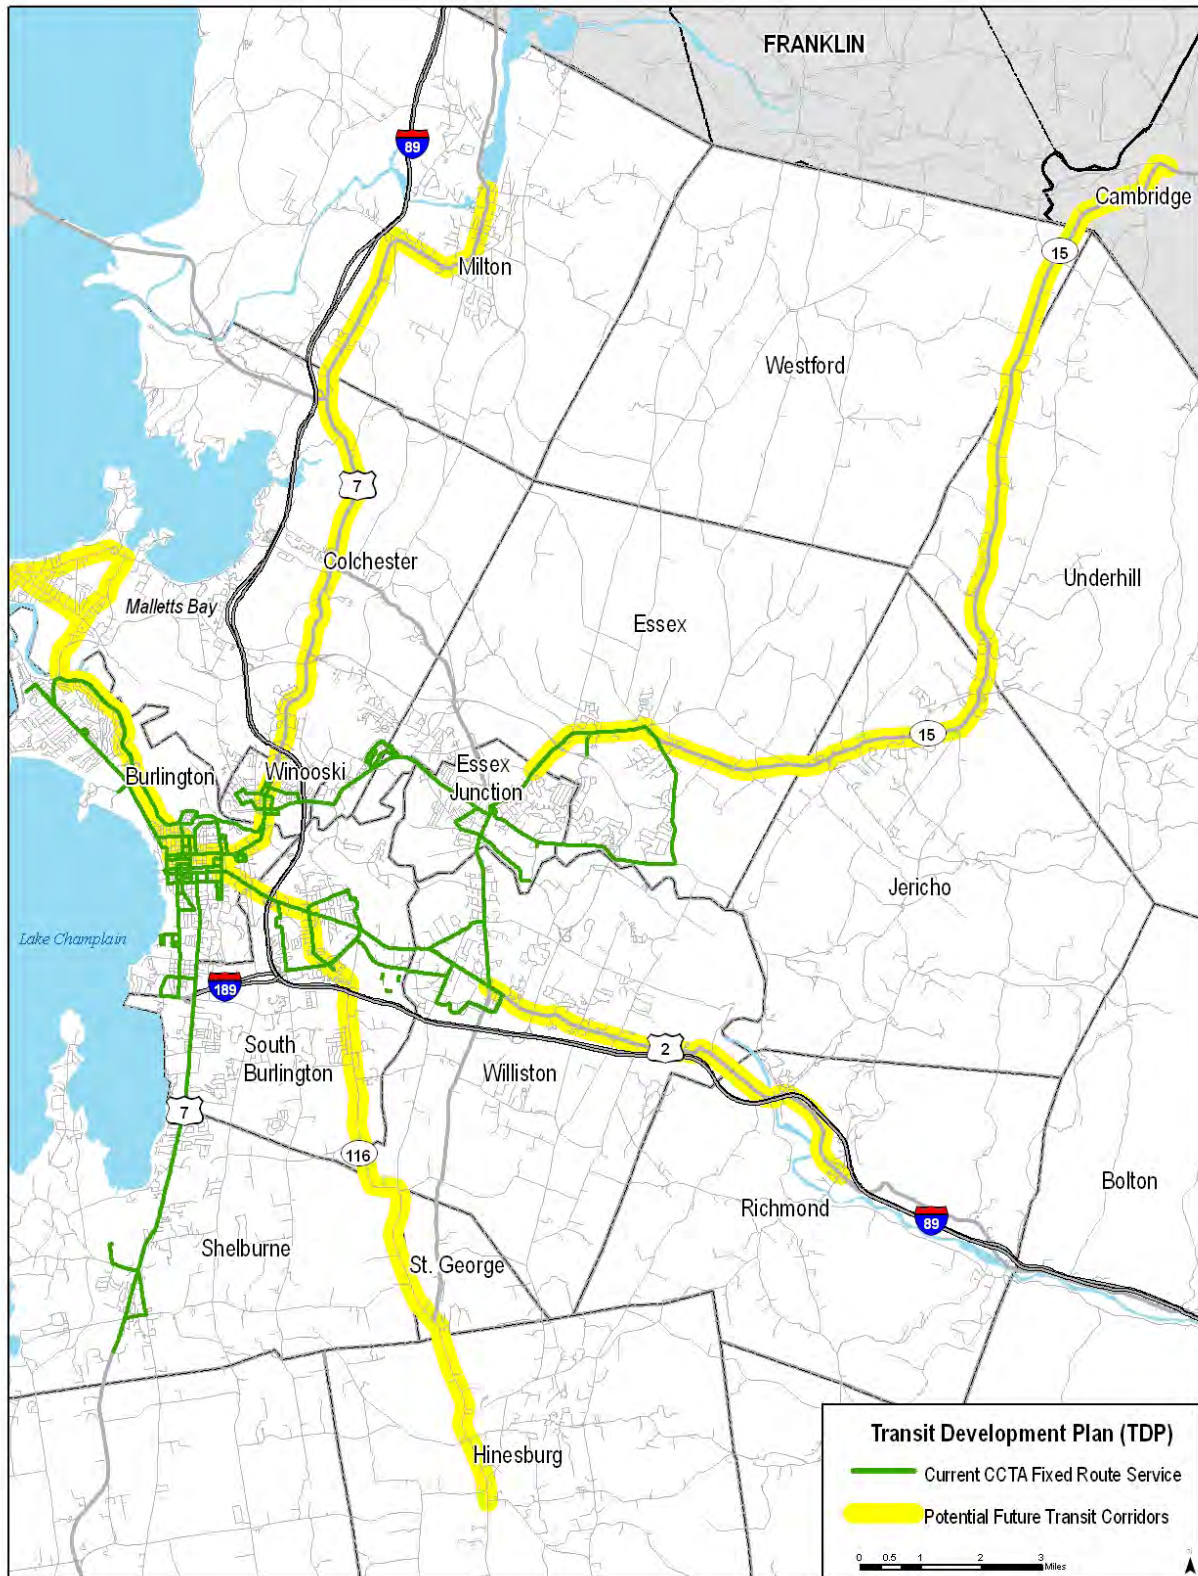 FRANKLIN
89
Cambridge
15
Milton
Westford
7
Colchester
Underhill
Malletts Bay
Essex
15
Burlington
Winooski
Essex
Junction
Jericho
Lake Champlain
189
South
Burlington
2
Williston
7
116
Bolton
Richmond
89
Shelburne
St. George
Hinesburg
Transit Development Plan (TDP)
Current CCTA Fixed Route Service
Potential Future Transit Corridors
0 0.5 1 2 3
Miles